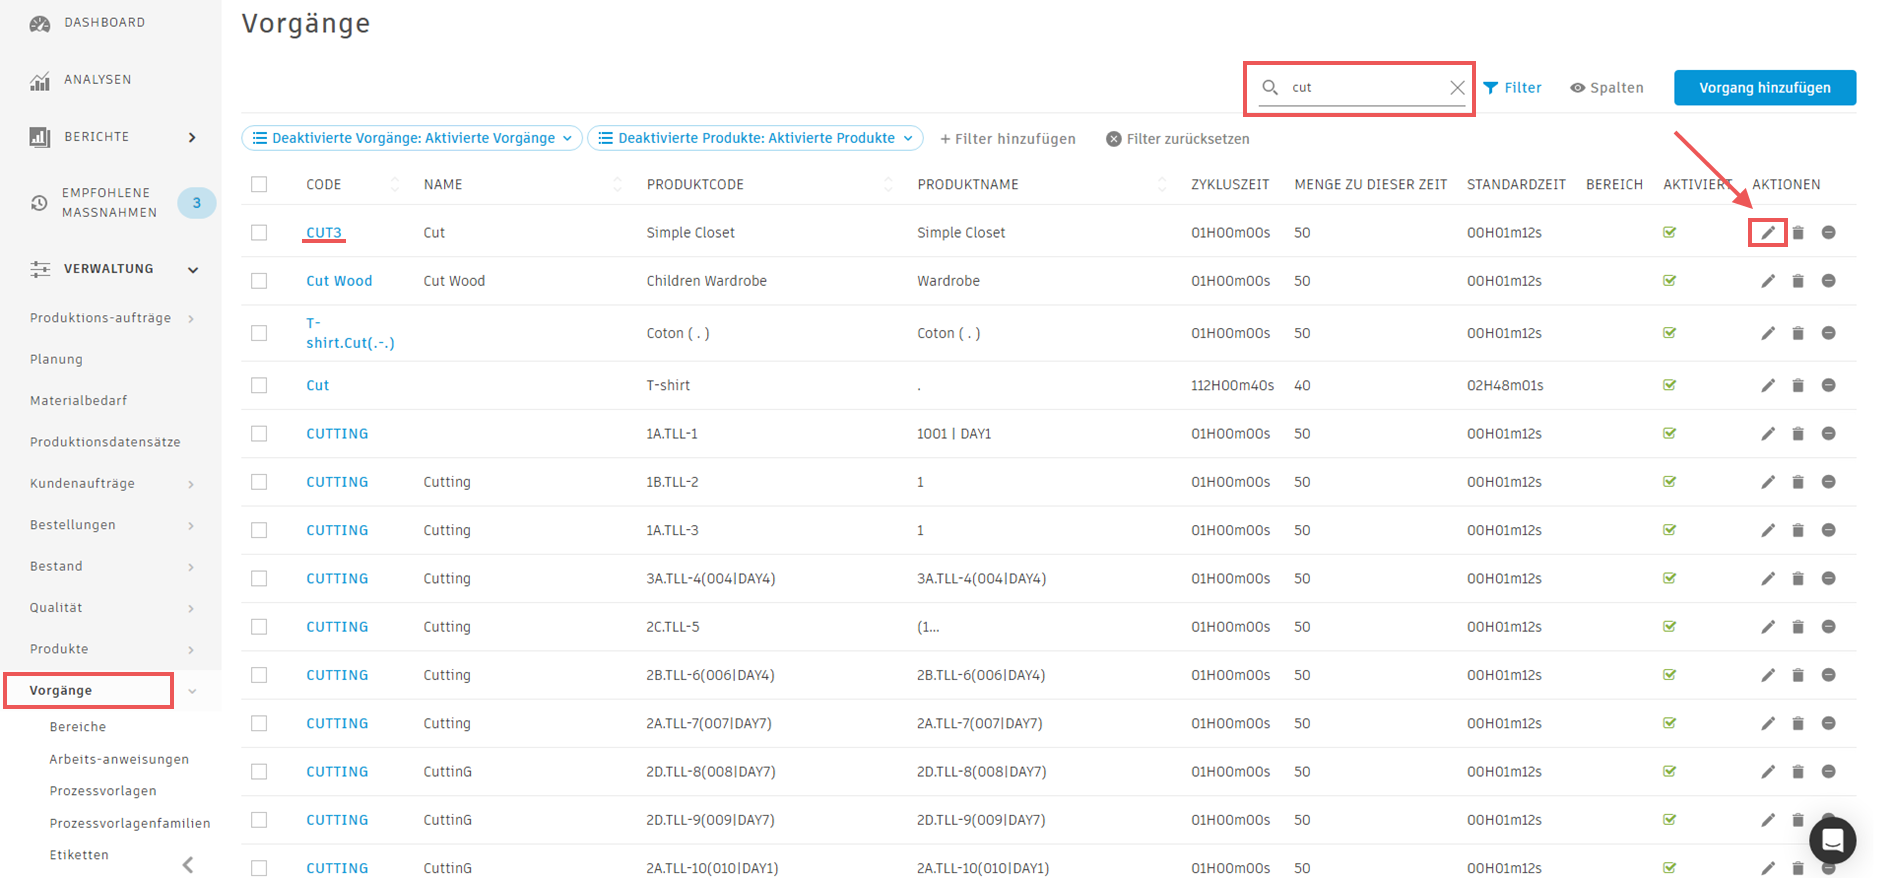 DASHBOARD
ANALYSEN
BERICHTE
EMPFOHLENE
MASSNAHMEN
3
VERWALTUNG
Produktions-aufträge
Planung
Materialbedarf
Produktionsdatensätze
Kundenaufträge
Bestellungen
Bestand
Qualität
Produkte
Vorgänge
Bereiche
Arbeits-anweisungen
Prozessvorlagen
Prozessvorlagenfamilien
Etiketten
Vorgänge
cut Filter Spalten Vorgang hinzufügen
Deaktivierte Vorgänge: Aktivierte Vorgänge Deaktivierte Produkte: Aktivierte Produkte + Filter hinzufügen Filter zurücksetzen
CODE NAME PRODUKTCODE PRODUKTNAME ZYKLUSZEIT MENGE ZU DIESER ZEIT STANDARDZEIT BEREICH AKTIVIERT AKTIONEN
CUT3 Cut Simple Closet Simple Closet 01H00m00s 50 00H01m12s
Cut Wood Cut Wood Children Wardrobe Wardrobe 01H00m00s 50 00H01m12s
T-
shirt.Cut(.-.) Coton ( . ) Coton ( . ) 01H00m00s 50 00H01m12s
Cut T-shirt . 112H00m40s 40 02H48m01s
CUTTING 1A.TLL-1 1001 | DAY1 01H00m00s 50 00H01m12s
CUTTING Cutting 1B.TLL-2 1 01H00m00s 50 00H01m12s
CUTTING Cutting 1A.TLL-3 1 01H00m00s 50 00H01m12s
CUTTING Cutting 3A.TLL-4(004|DAY4) 3A.TLL-4(004|DAY4) 01H00m00s 50 00H01m12s
CUTTING Cutting 2C.TLL-5 (1... 01H00m00s 50 00H01m12s
CUTTING Cutting 2B.TLL-6(006|DAY4) 2B.TLL-6(006|DAY4) 01H00m00s 50 00H01m12s
CUTTING Cutting 2A.TLL-7(007|DAY7) 2A.TLL-7(007|DAY7) 01H00m00s 50 00H01m12s
CUTTING CuttinG 2D.TLL-8(008|DAY7) 2D.TLL-8(008|DAY7) 01H00m00s 50 00H01m12s
CUTTING CuttinG 2D.TLL-9(009|DAY7) 2D.TLL-9(009|DAY7) 01H00m00s 50 00H01m12s
CUTTING CuttinG 2A.TLL-10(010|DAY1) 2A.TLL-10(010|DAY1) 01H00m00s 50 00H01m12s